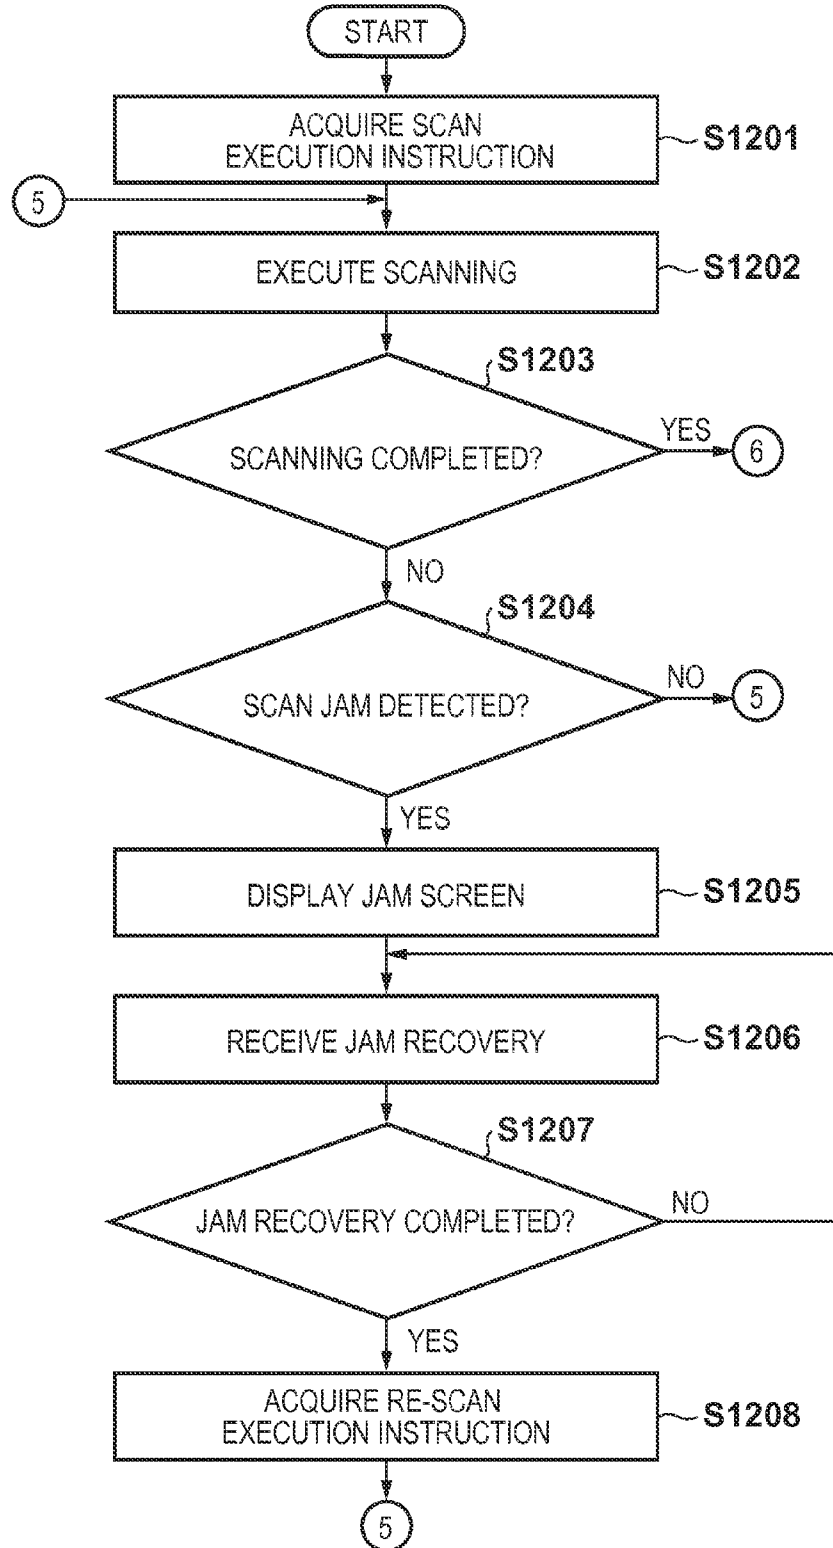 START
ACQUIRE SCAN
EXECUTION INSTRUCTION
S1201
5
EXECUTE SCANNING
S1202
S1203
SCANNING COMPLETED?
YES
6
NO
S1204
SCAN JAM DETECTED?
NO
5
YES
DISPLAY JAM SCREEN
S1205
RECEIVE JAM RECOVERY
S1206
S1207
JAM RECOVERY COMPLETED?
NO
YES
ACQUIRE RE-SCAN
EXECUTION INSTRUCTION
S1208
5